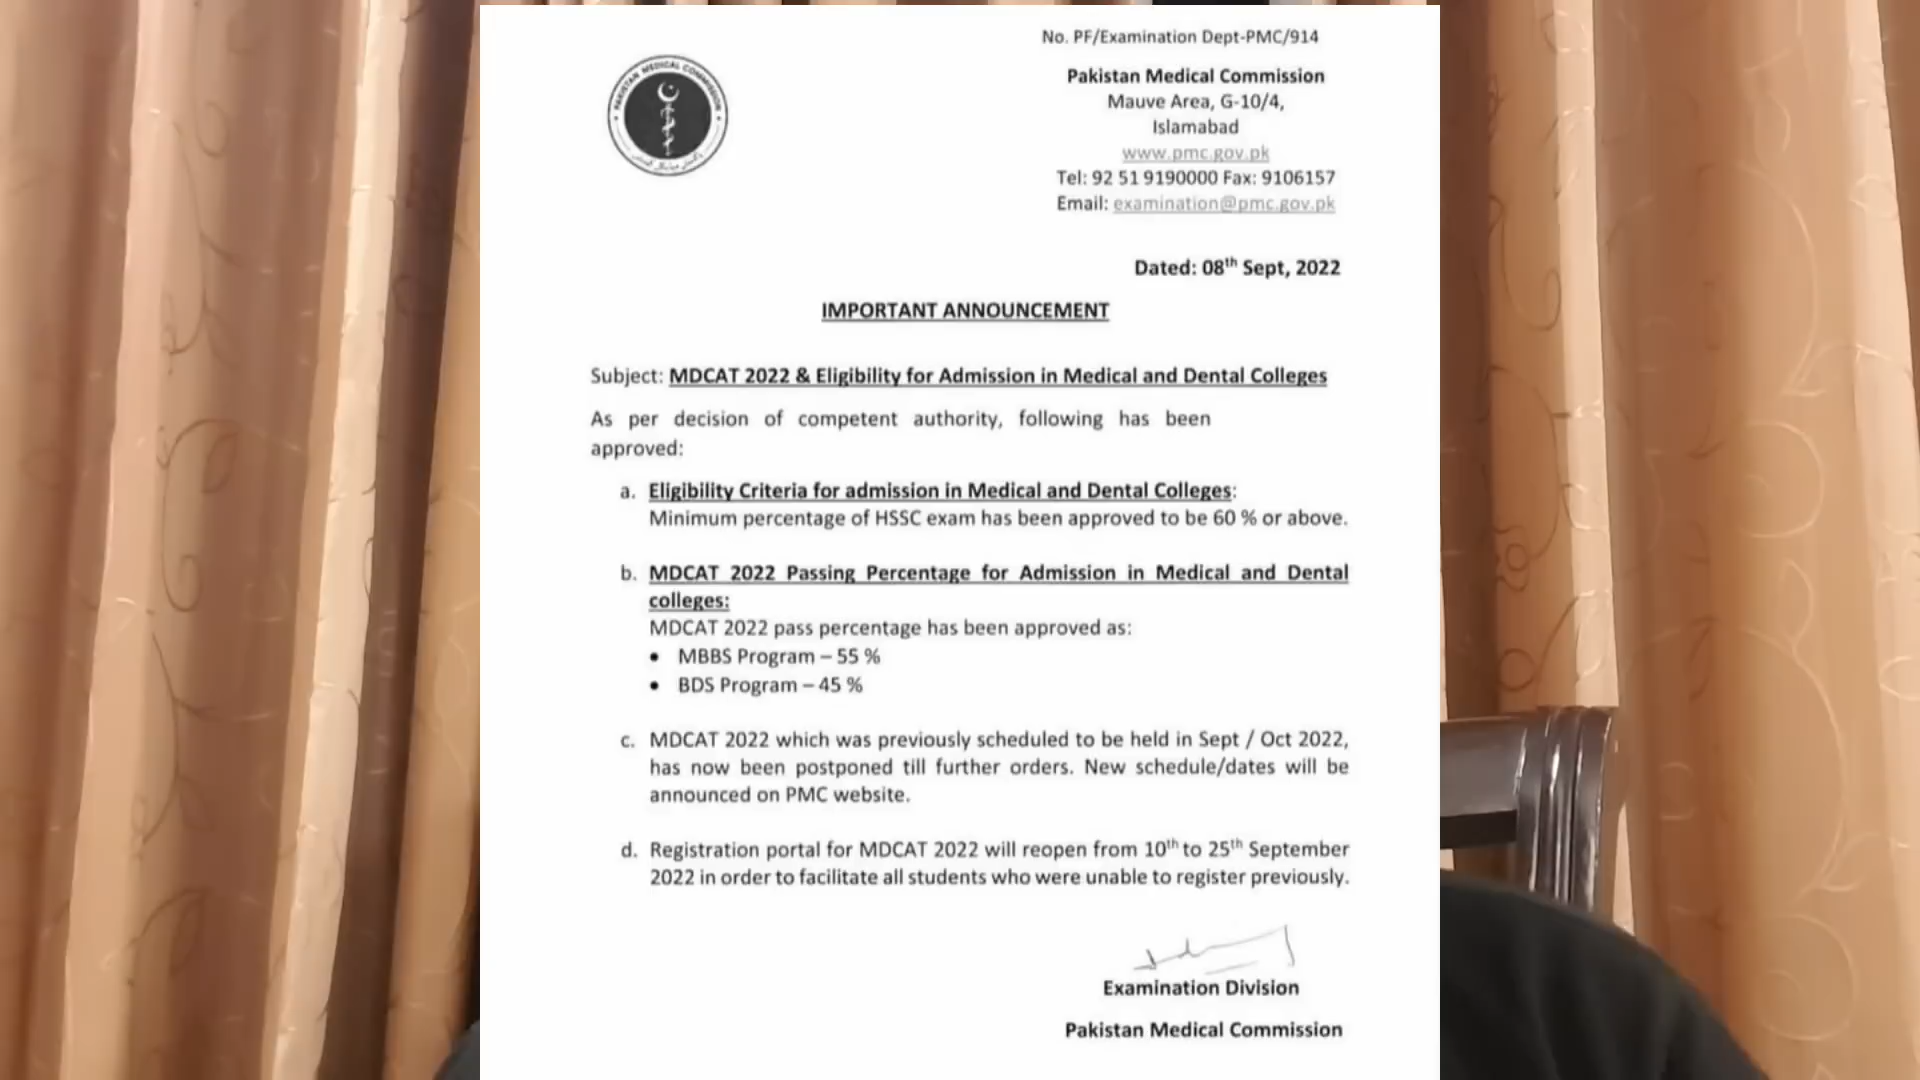 No. PF/Examination Dept-PMC/914
PAKISTAN MEDICAL COMMISSION
Pakistan Medical Commission
Mauve Area, G-10/4,
Islamabad
www.pmc.gov.pk
Tel: 92 51 9190000 Fax: 9106157
Email: examination@pmc.gov.pk
Dated: 08th Sept, 2022
IMPORTANT ANNOUNCEMENT
Subject: MDCAT 2022 & Eligibility for Admission in Medical and Dental Colleges
As per decision of competent authority, following has been
approved:
a. Eligibility Criteria for admission in Medical and Dental Colleges:
Minimum percentage of HSSC exam has been approved to be 60 % or above.
b. MDCAT 2022 Passing Percentage for Admission in Medical and Dental
colleges:
MDCAT 2022 pass percentage has been approved as:
• MBBS Program – 55 %
• BDS Program – 45 %
c. MDCAT 2022 which was previously scheduled to be held in Sept / Oct 2022,
has now been postponed till further orders. New schedule/dates will be
announced on PMC website.
d. Registration portal for MDCAT 2022 will reopen from 10th to 25th September
2022 in order to facilitate all students who were unable to register previously.
Examination Division
Pakistan Medical Commission